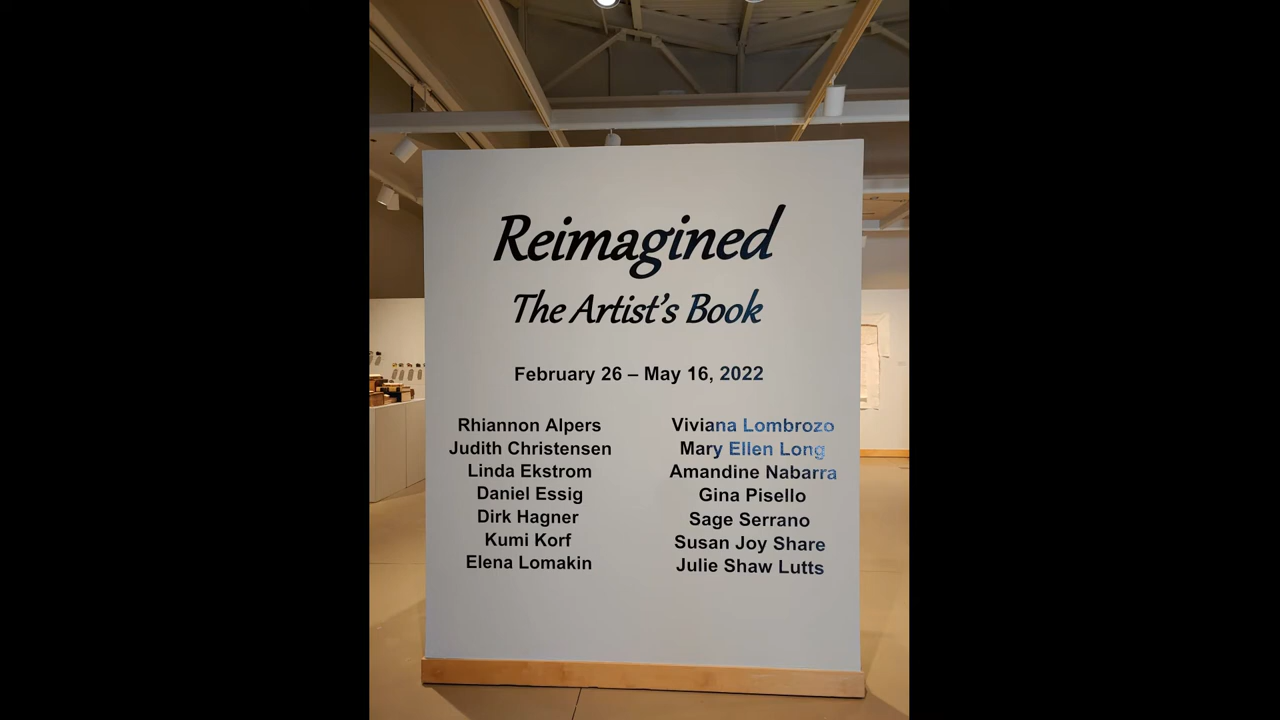 Reimagined
The Artist's Book
February 26 – May 16, 2022
Rhiannon Alpers
Judith Christensen
Linda Ekstrom
Daniel Essig
Dirk Hagner
Kumi Korf
Elena Lomakin
Viviana Lombrozo
Mary Ellen Long
Amandine Nabarra
Gina Pisello
Sage Serrano
Susan Joy Share
Julie Shaw Lutts